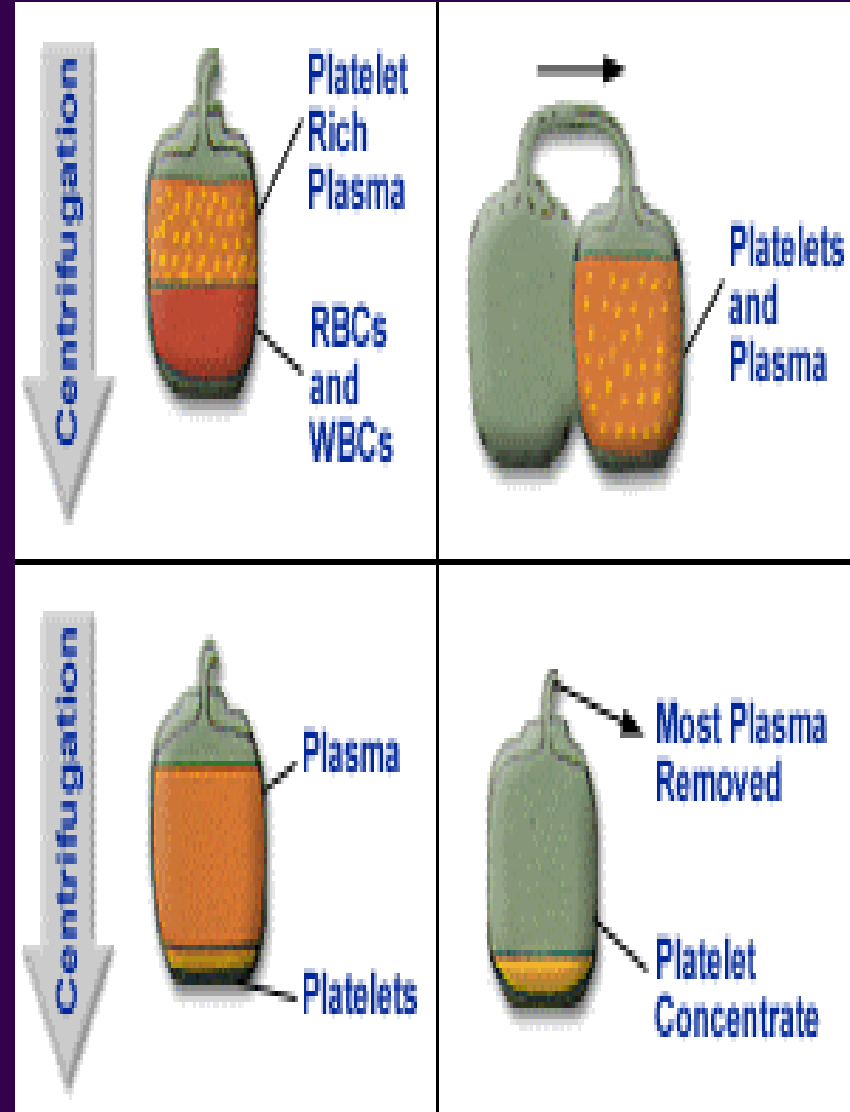 Centrifugation
Platelet
Rich
Plasma
RBCs
and
WBCs
Platelets
and
Plasma
Centrifugation
Plasma
Platelets
Most Plasma
Removed
Platelet
Concentrate